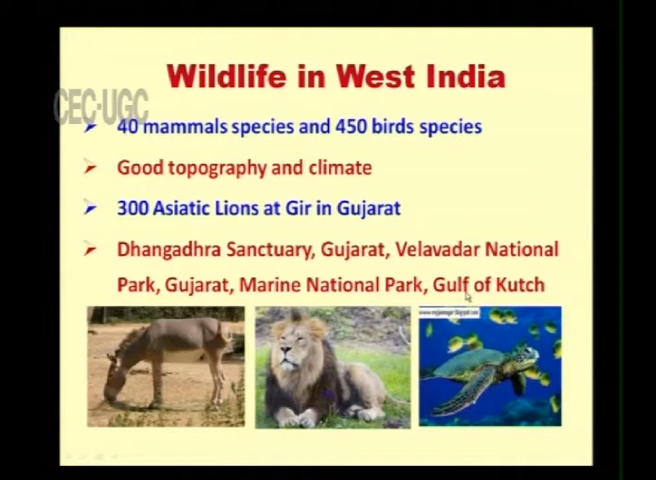 Wildlife in West India
CEC-UGC
40 mammals species and 450 birds species
Good topography and climate
300 Asiatic Lions at Gir in Gujarat
Dhangadhra Sanctuary, Gujarat, Velavadar National
Park, Gujarat, Marine National Park, Gulf of Kutch